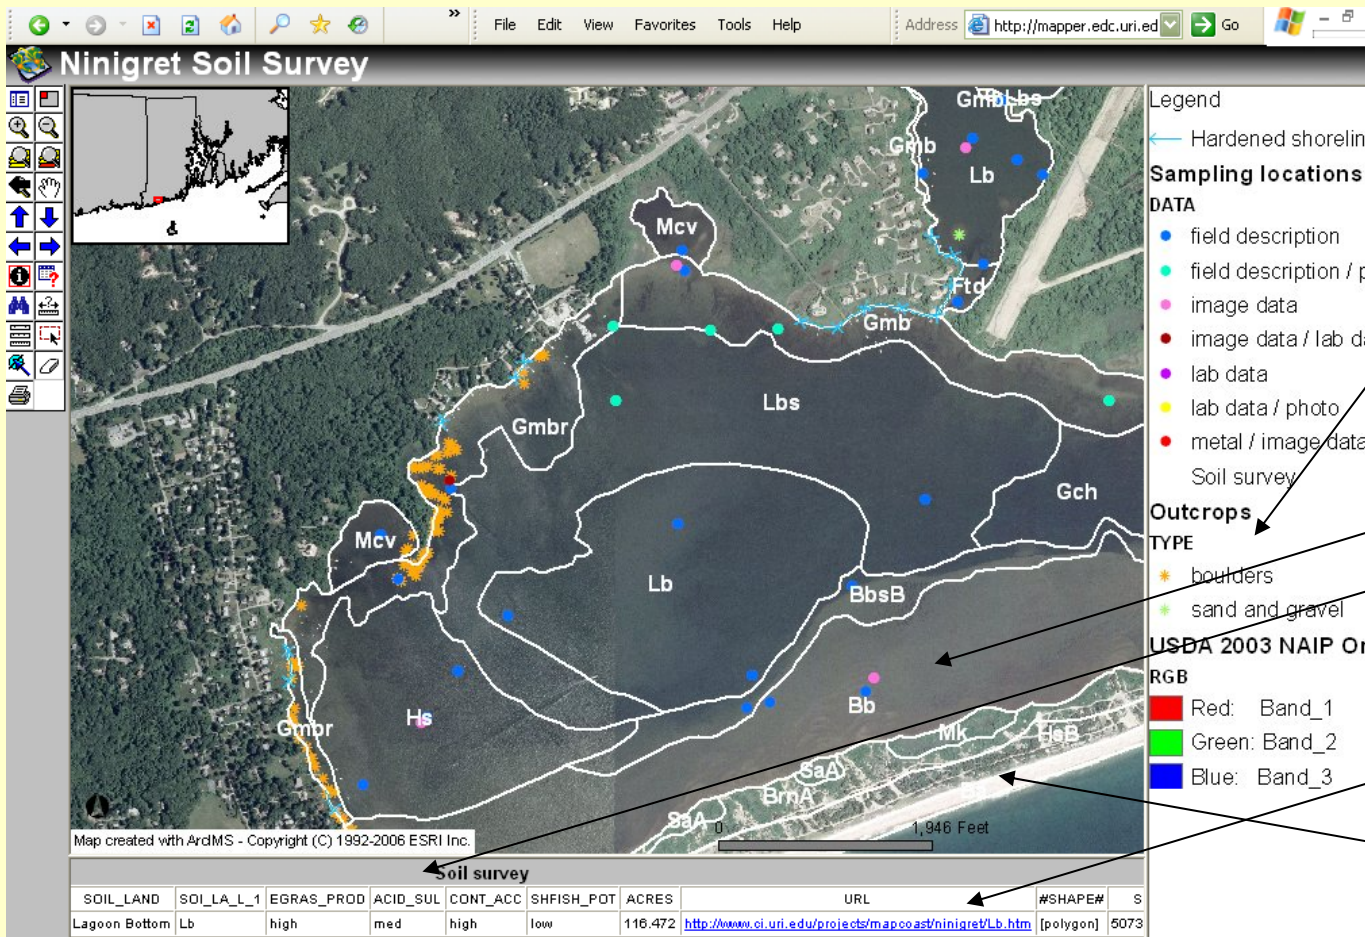 » File Edit View Favorites Tools Help Address http://mapper.edc.uri.ed Go
Ninigret Soil Survey
Gmb Lbs
Gmb
Lb
Mcv
Ftd
Gmb
Lbs
Gmbr
Gch
Mcv
Lb
BbsB
Bb
Hs
Gmbr
Mk
HsB
SaA
BrnA
SaA
0 1,946 Feet
Map created with ArcIMS - Copyright (C) 1992-2006 ESRI Inc.
Legend
Hardened shorelin
Sampling locations
DATA
field description
field description / p
image data
image data / lab da
lab data
lab data / photo
metal / image data
Soil survey
Outcrops
TYPE
boulders
sand and gravel
USDA 2003 NAIP Or
RGB
Red: Band_1
Green: Band_2
Blue: Band_3
Soil survey
SOIL_LAND SOI_LA_L_1 EGRAS_PROD ACID_SUL CONT_ACC SHFISH_POT ACRES URL #SHAPE# S
Lagoon Bottom Lb high med high low 116.472 http://www.ci.uri.edu/projects/mapcoast/ninigret/Lb.htm [polygon] 5073